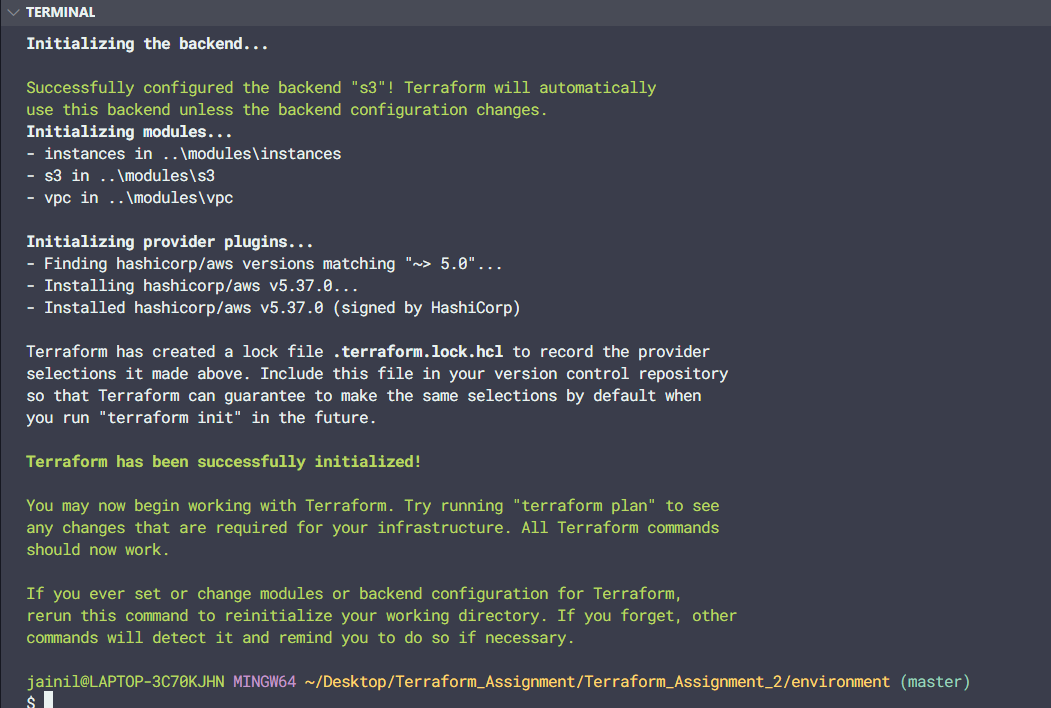 TERMINAL
Initializing the backend...
Successfully configured the backend "s3"! Terraform will automatically
use this backend unless the backend configuration changes.
Initializing modules...
- instances in ..\modules\instances
- s3 in ..\modules\s3
- vpc in ..\modules\vpc
Initializing provider plugins...
- Finding hashicorp/aws versions matching "~> 5.0"...
- Installing hashicorp/aws v5.37.0...
- Installed hashicorp/aws v5.37.0 (signed by HashiCorp)
Terraform has created a lock file .terraform.lock.hcl to record the provider
selections it made above. Include this file in your version control repository
so that Terraform can guarantee to make the same selections by default when
you run "terraform init" in the future.
Terraform has been successfully initialized!
You may now begin working with Terraform. Try running "terraform plan" to see
any changes that are required for your infrastructure. All Terraform commands
should now work.
If you ever set or change modules or backend configuration for Terraform,
rerun this command to reinitialize your working directory. If you forget, other
commands will detect it and remind you to do so if necessary.
jainil@LAPTOP-3C70KJHN MINGW64 ~/Desktop/Terraform_Assignment/Terraform_Assignment_2/environment (master)
$